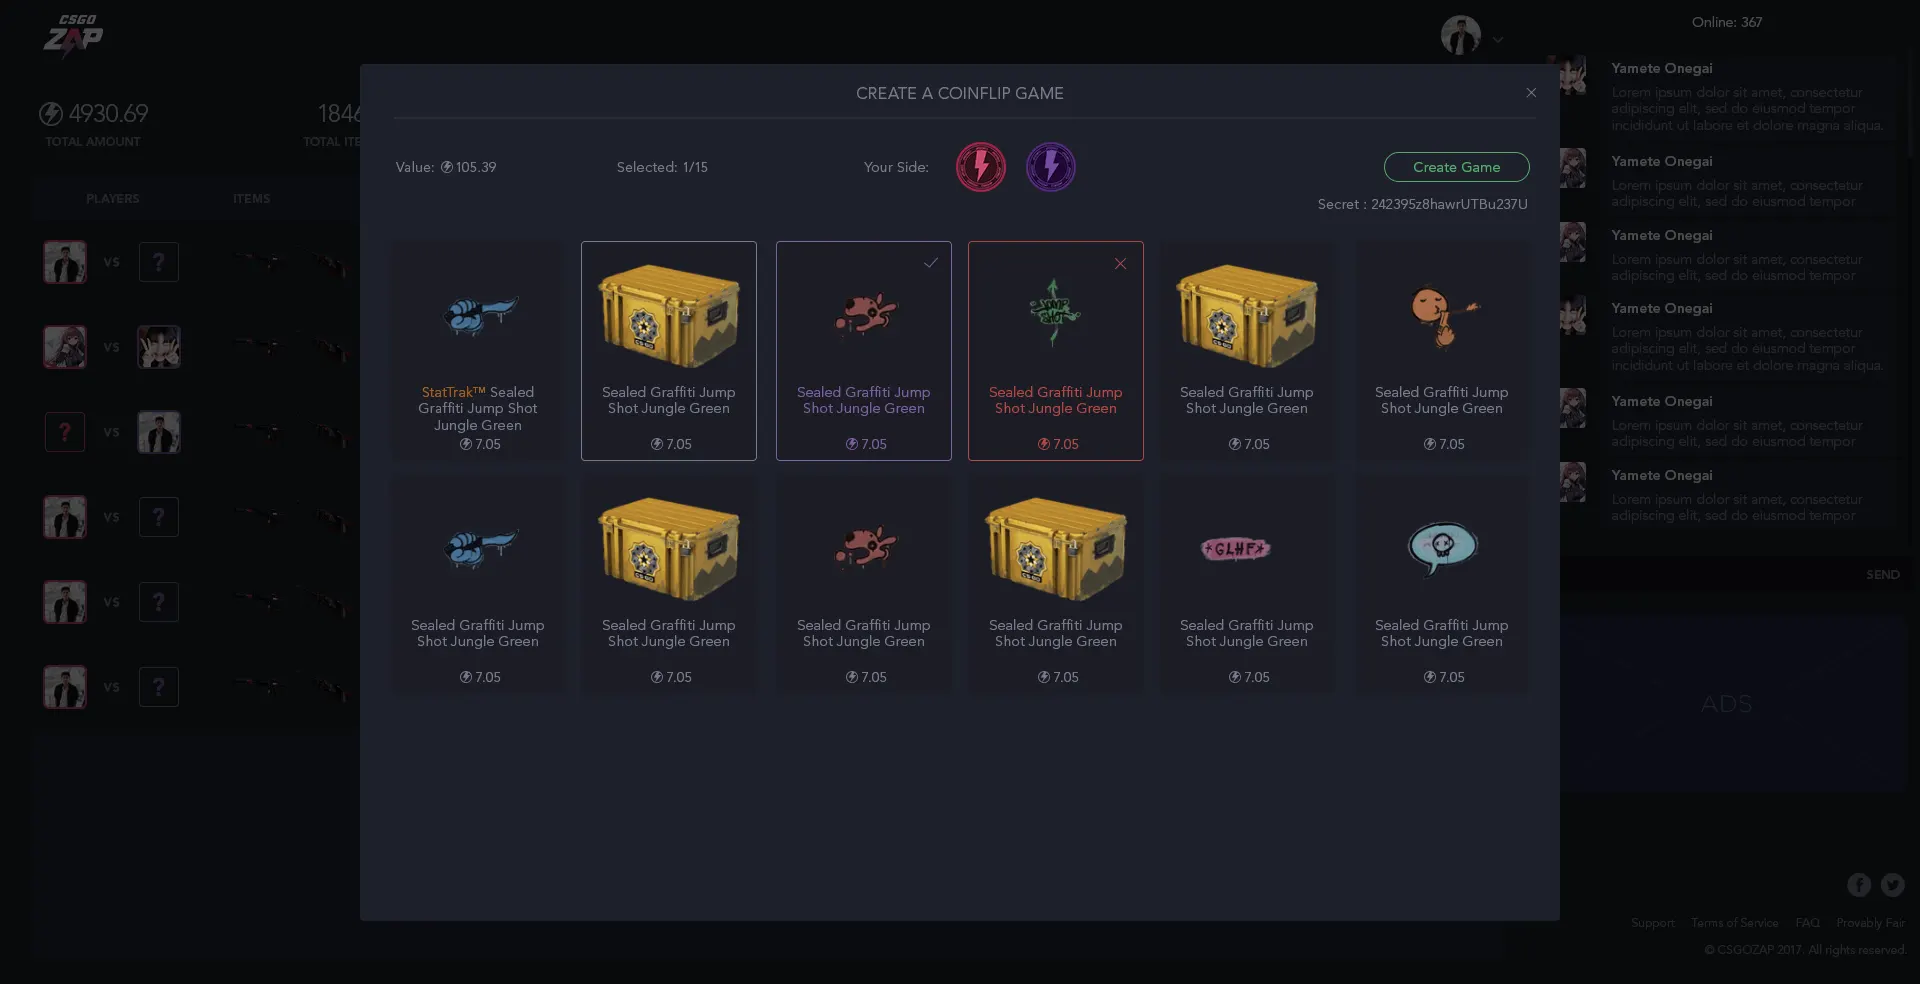 CSGO
ZAP
Online: 367
4930.69
TOTAL AMOUNT
1846
TOTAL ITE
PLAYERS
ITEMS
VS
?
VS
?
VS
VS
?
VS
?
VS
?
CREATE A COINFLIP GAME
Value: 105.39
Selected: 1/15
Your Side:
Create Game
Secret : 242395z8hawrUTBu237U
StatTrak™ Sealed
Graffiti Jump Shot
Jungle Green
7.05
CS:GO
Sealed Graffiti Jump
Shot Jungle Green
7.05
Sealed Graffiti Jump
Shot Jungle Green
7.05
JUMP
SHOT
Sealed Graffiti Jump
Shot Jungle Green
7.05
CS:GO
Sealed Graffiti Jump
Shot Jungle Green
7.05
Sealed Graffiti Jump
Shot Jungle Green
7.05
Sealed Graffiti Jump
Shot Jungle Green
7.05
CS:GO
Sealed Graffiti Jump
Shot Jungle Green
7.05
Sealed Graffiti Jump
Shot Jungle Green
7.05
CS:GO
Sealed Graffiti Jump
Shot Jungle Green
7.05
*GLHF*
Sealed Graffiti Jump
Shot Jungle Green
7.05
Sealed Graffiti Jump
Shot Jungle Green
7.05
Yamete Onegai
Lorem ipsum dolor sit amet, consectetur
adipiscing elit, sed do eiusmod tempor
incididunt ut labore et dolore magna aliqua.
Yamete Onegai
Lorem ipsum dolor sit amet, consectetur
adipiscing elit, sed do eiusmod tempor
Yamete Onegai
Lorem ipsum dolor sit amet, consectetur
adipiscing elit, sed do eiusmod tempor
Yamete Onegai
Lorem ipsum dolor sit amet, consectetur
adipiscing elit, sed do eiusmod tempor
incididunt ut labore et dolore magna aliqua.
Yamete Onegai
Lorem ipsum dolor sit amet, consectetur
adipiscing elit, sed do eiusmod tempor
Yamete Onegai
Lorem ipsum dolor sit amet, consectetur
adipiscing elit, sed do eiusmod tempor
SEND
ADS
Support Terms of Service FAQ Provably Fair
© CSGOZAP 2017. All rights reserved.